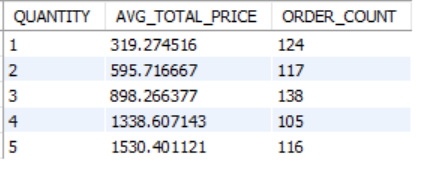 QUANTITY AVG_TOTAL_PRICE ORDER_COUNT
1 319.274516 124
2 595.716667 117
3 898.266377 138
4 1338.607143 105
5 1530.401121 116